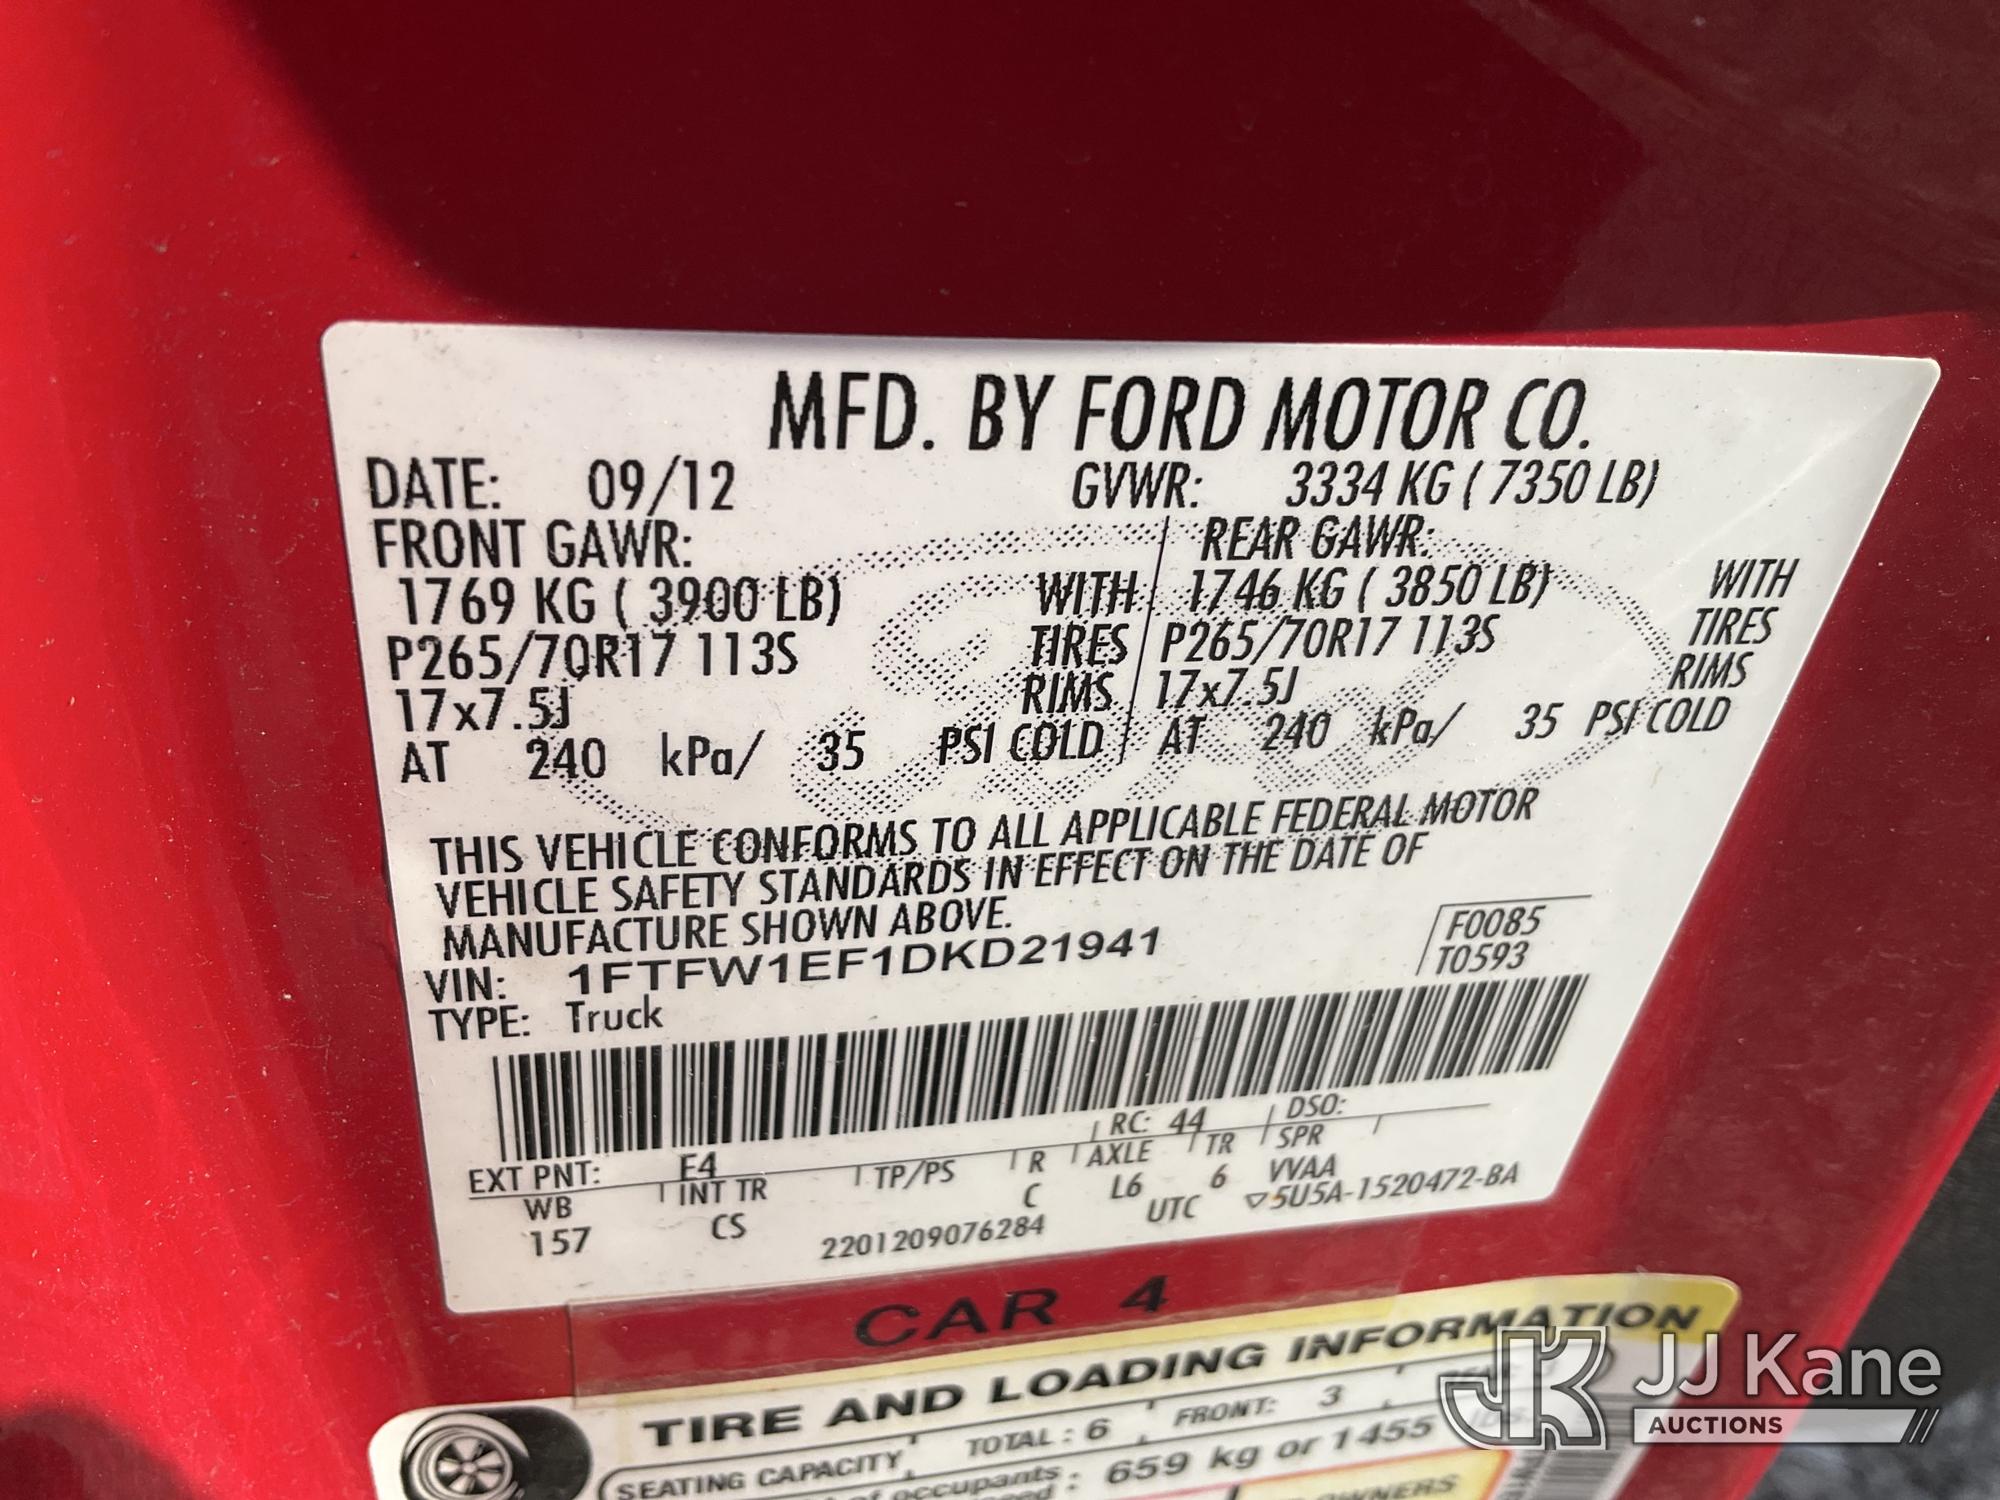 MFD. BY FORD MOTOR CO.
DATE: 09/12 GVWR: 3334 KG ( 7350 LB)
FRONT GAWR: REAR GAWR:
1769 KG ( 3900 LB) WITH 1746 KG ( 3850 LB) WITH
P265/70R17 113S TIRES P265/70R17 113S TIRES
17x7.5J RIMS 17x7.5J RIMS
AT 240 kPa/ 35 PSI COLD AT 240 kPa/ 35 PSI COLD
THIS VEHICLE CONFORMS TO ALL APPLICABLE FEDERAL MOTOR
VEHICLE SAFETY STANDARDS IN EFFECT ON THE DATE OF
MANUFACTURE SHOWN ABOVE.
F0085
VIN: 1FTFW1EF1DKD21941 T0593
TYPE: Truck
EXT PNT: F4 RC: 44 DSO:
WB INT TR TP/PS R AXLE TR SPR
157 CS C L6 6 VVAA
2201209076284 UTC ▽5U5A-1520472-BA
CAR 4
TIRE AND LOADING INFORMATION
SEATING CAPACITY TOTAL : 6 FRONT: 3
occupants 659 kg or 1455
OWNERS
JJ Kane
AUCTIONS